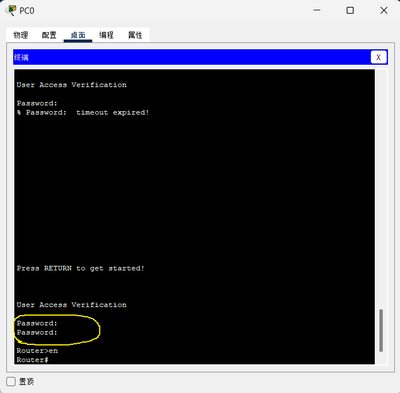 PC0
物理 配置 桌面 编程 属性
终端 X
User Access Verification
Password:
% Password:  timeout expired!
Press RETURN to get started!
User Access Verification
Password:
Password:
Router>en
Router#
置顶